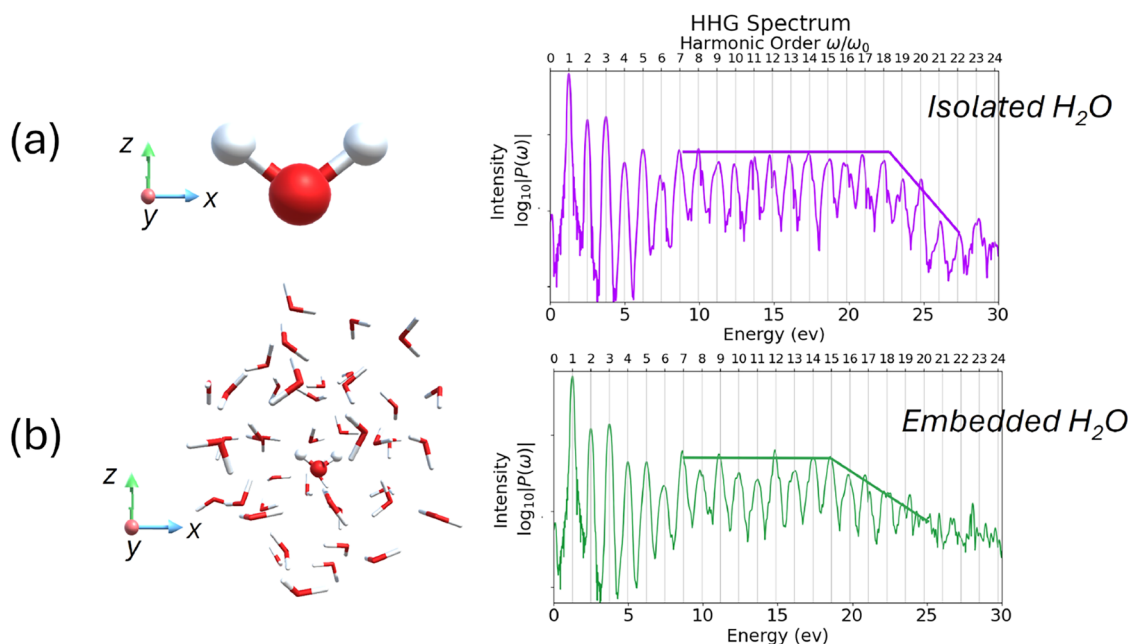 HHG Spectrum
Harmonic Order ω/ω₀
0 1 2 3 4 5 6 7 8 9 10 11 12 13 14 15 16 17 18 19 20 21 22 23 24
(a)
z
x
y
Isolated H₂O
Intensity
log₁₀|P(ω)|
0 5 10 15 20 25 30
Energy (ev)
0 1 2 3 4 5 6 7 8 9 10 11 12 13 14 15 16 17 18 19 20 21 22 23 24
(b)
z
x
y
Embedded H₂O
Intensity
log₁₀|P(ω)|
0 5 10 15 20 25 30
Energy (ev)